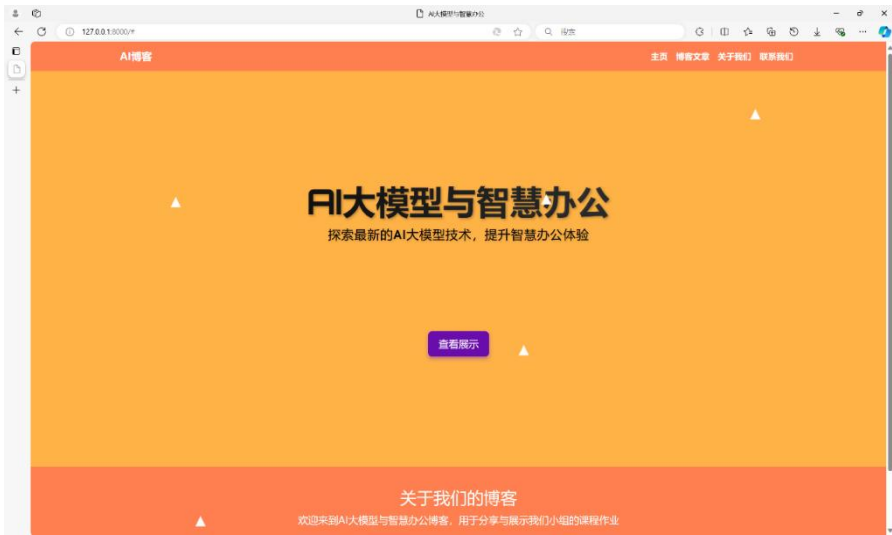 AI大模型与智慧办公
127.0.0.1:8000/#
搜索
AI博客
主页 博客文章 关于我们 联系我们
AI大模型与智慧办公
探索最新的AI大模型技术，提升智慧办公体验
查看展示
关于我们的博客
欢迎来到AI大模型与智慧办公博客，用于分享与展示我们小组的课程作业